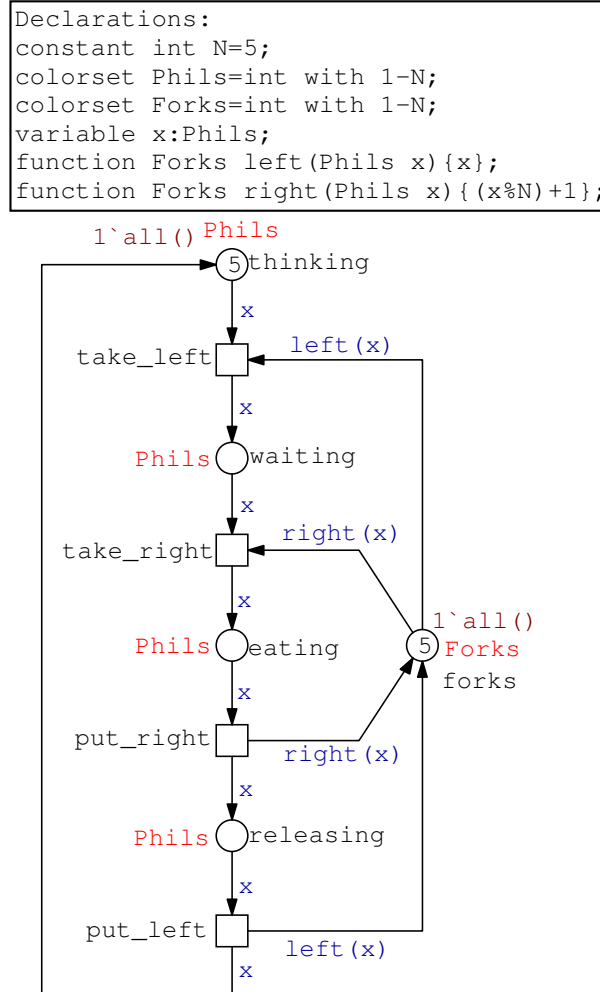 Declarations:
constant int N=5;
colorset Phils=int with 1-N;
colorset Forks=int with 1-N;
variable x:Phils;
function Forks left(Phils x){x};
function Forks right(Phils x){(x%N)+1};
1`all() Phils
5 thinking
x
take_left left(x)
x
Phils waiting
x
take_right right(x)
x
1`all()
Phils eating 5 Forks
forks
x
put_right right(x)
x
Phils releasing
x
put_left left(x)
x